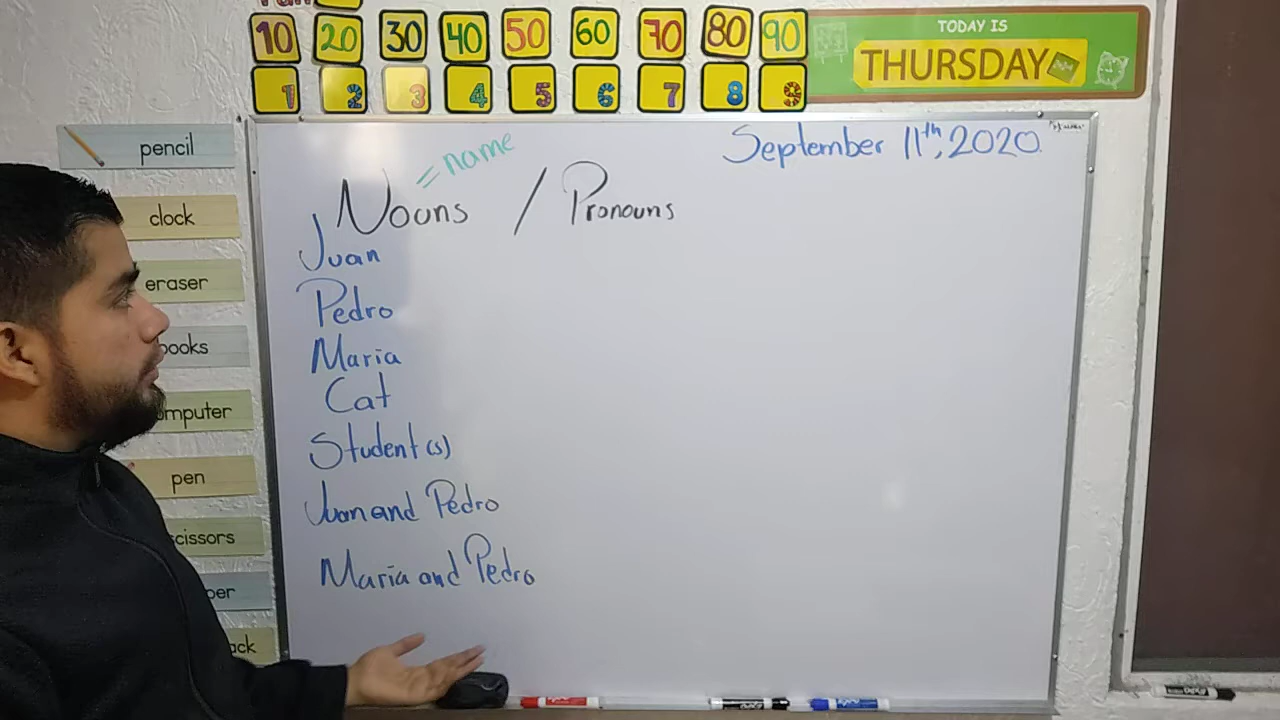 10 20 30 40 50 60 70 80 90
1 2 3 4 5 6 7 8 9
TODAY IS
THURSDAY
pencil
clock
eraser
ooks
omputer
pen
scissors
per
ack
September 11th, 2020
= name
Nouns / Pronouns
Juan
Pedro
Maria
Cat
Student(s)
Juan and Pedro
Maria and Pedro